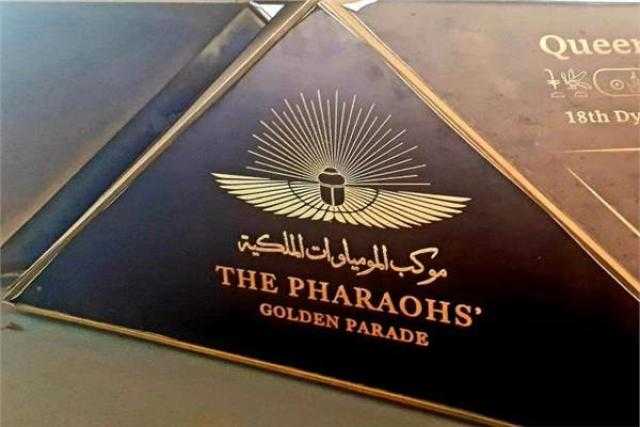 موكب المومياوات الملكية
THE PHARAOHS'
GOLDEN PARADE
Queen
18th Dy